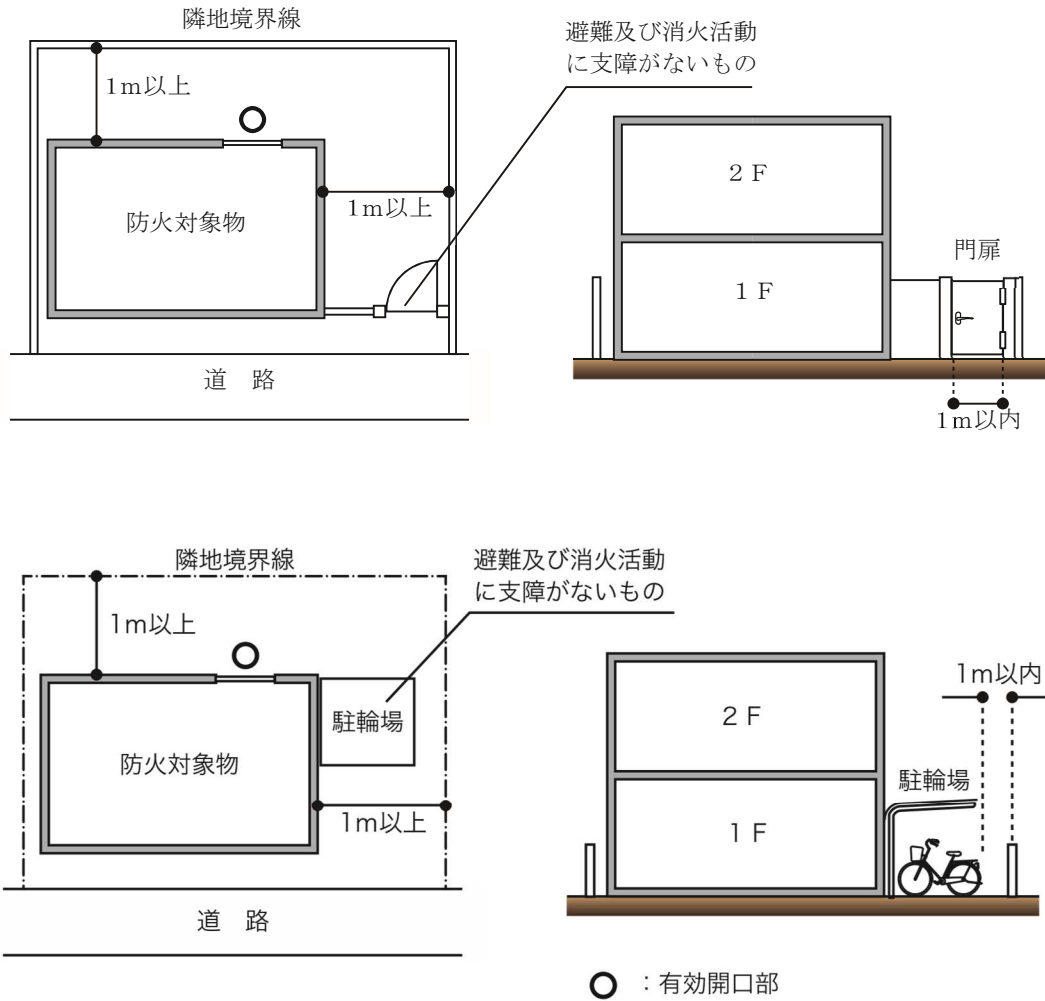 隣地境界線
避難及び消火活動
に支障がないもの
1m以上
1m以上
防火対象物
道　路
2 F
1 F
門扉
1m以内
隣地境界線
避難及び消火活動
に支障がないもの
1m以上
駐輪場
防火対象物
1m以上
道　路
1m以内
2 F
駐輪場
1 F
：有効開口部